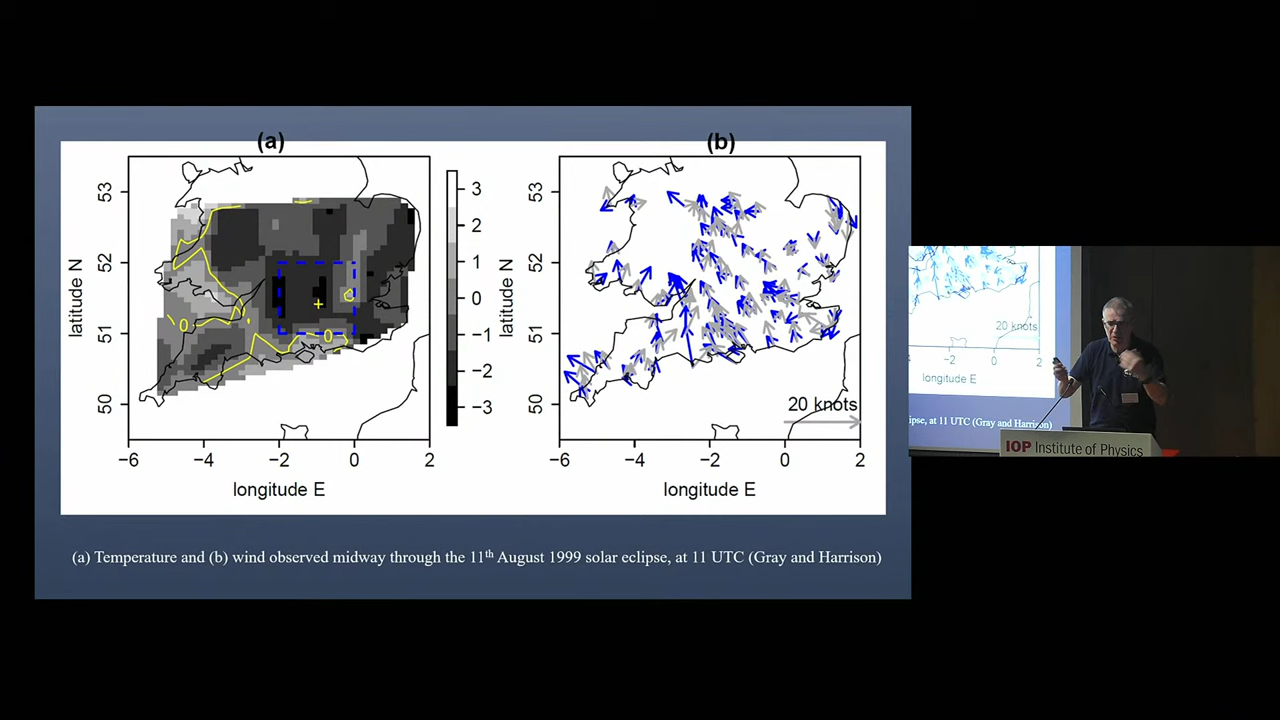 (a)
latitude N
53
52
51
50
0
0
−6
−4
−2
0
2
longitude E
3
2
1
0
−1
−2
−3
(b)
latitude N
53
52
51
50
20 knots
−6
−4
−2
0
2
longitude E
(a) Temperature and (b) wind observed midway through the 11th August 1999 solar eclipse, at 11 UTC (Gray and Harrison)
20 knots
−2
0
2
longitude E
ipse, at 11 UTC (Gray and Harrison)
IOP Institute of Physics